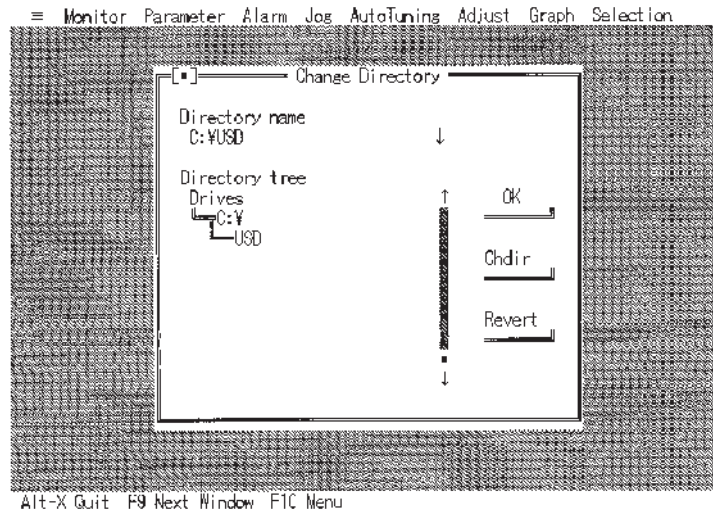 ≡ Monitor Parameter Alarm Jog AutoTuning Adjust Graph Selection
[▪] Change Directory
Directory name
C:¥USD ↓
Directory tree
Drives ↑ OK
C:¥
USD
Chdir
Revert
↓
Alt-X Quit F9 Next Window F10 Menu